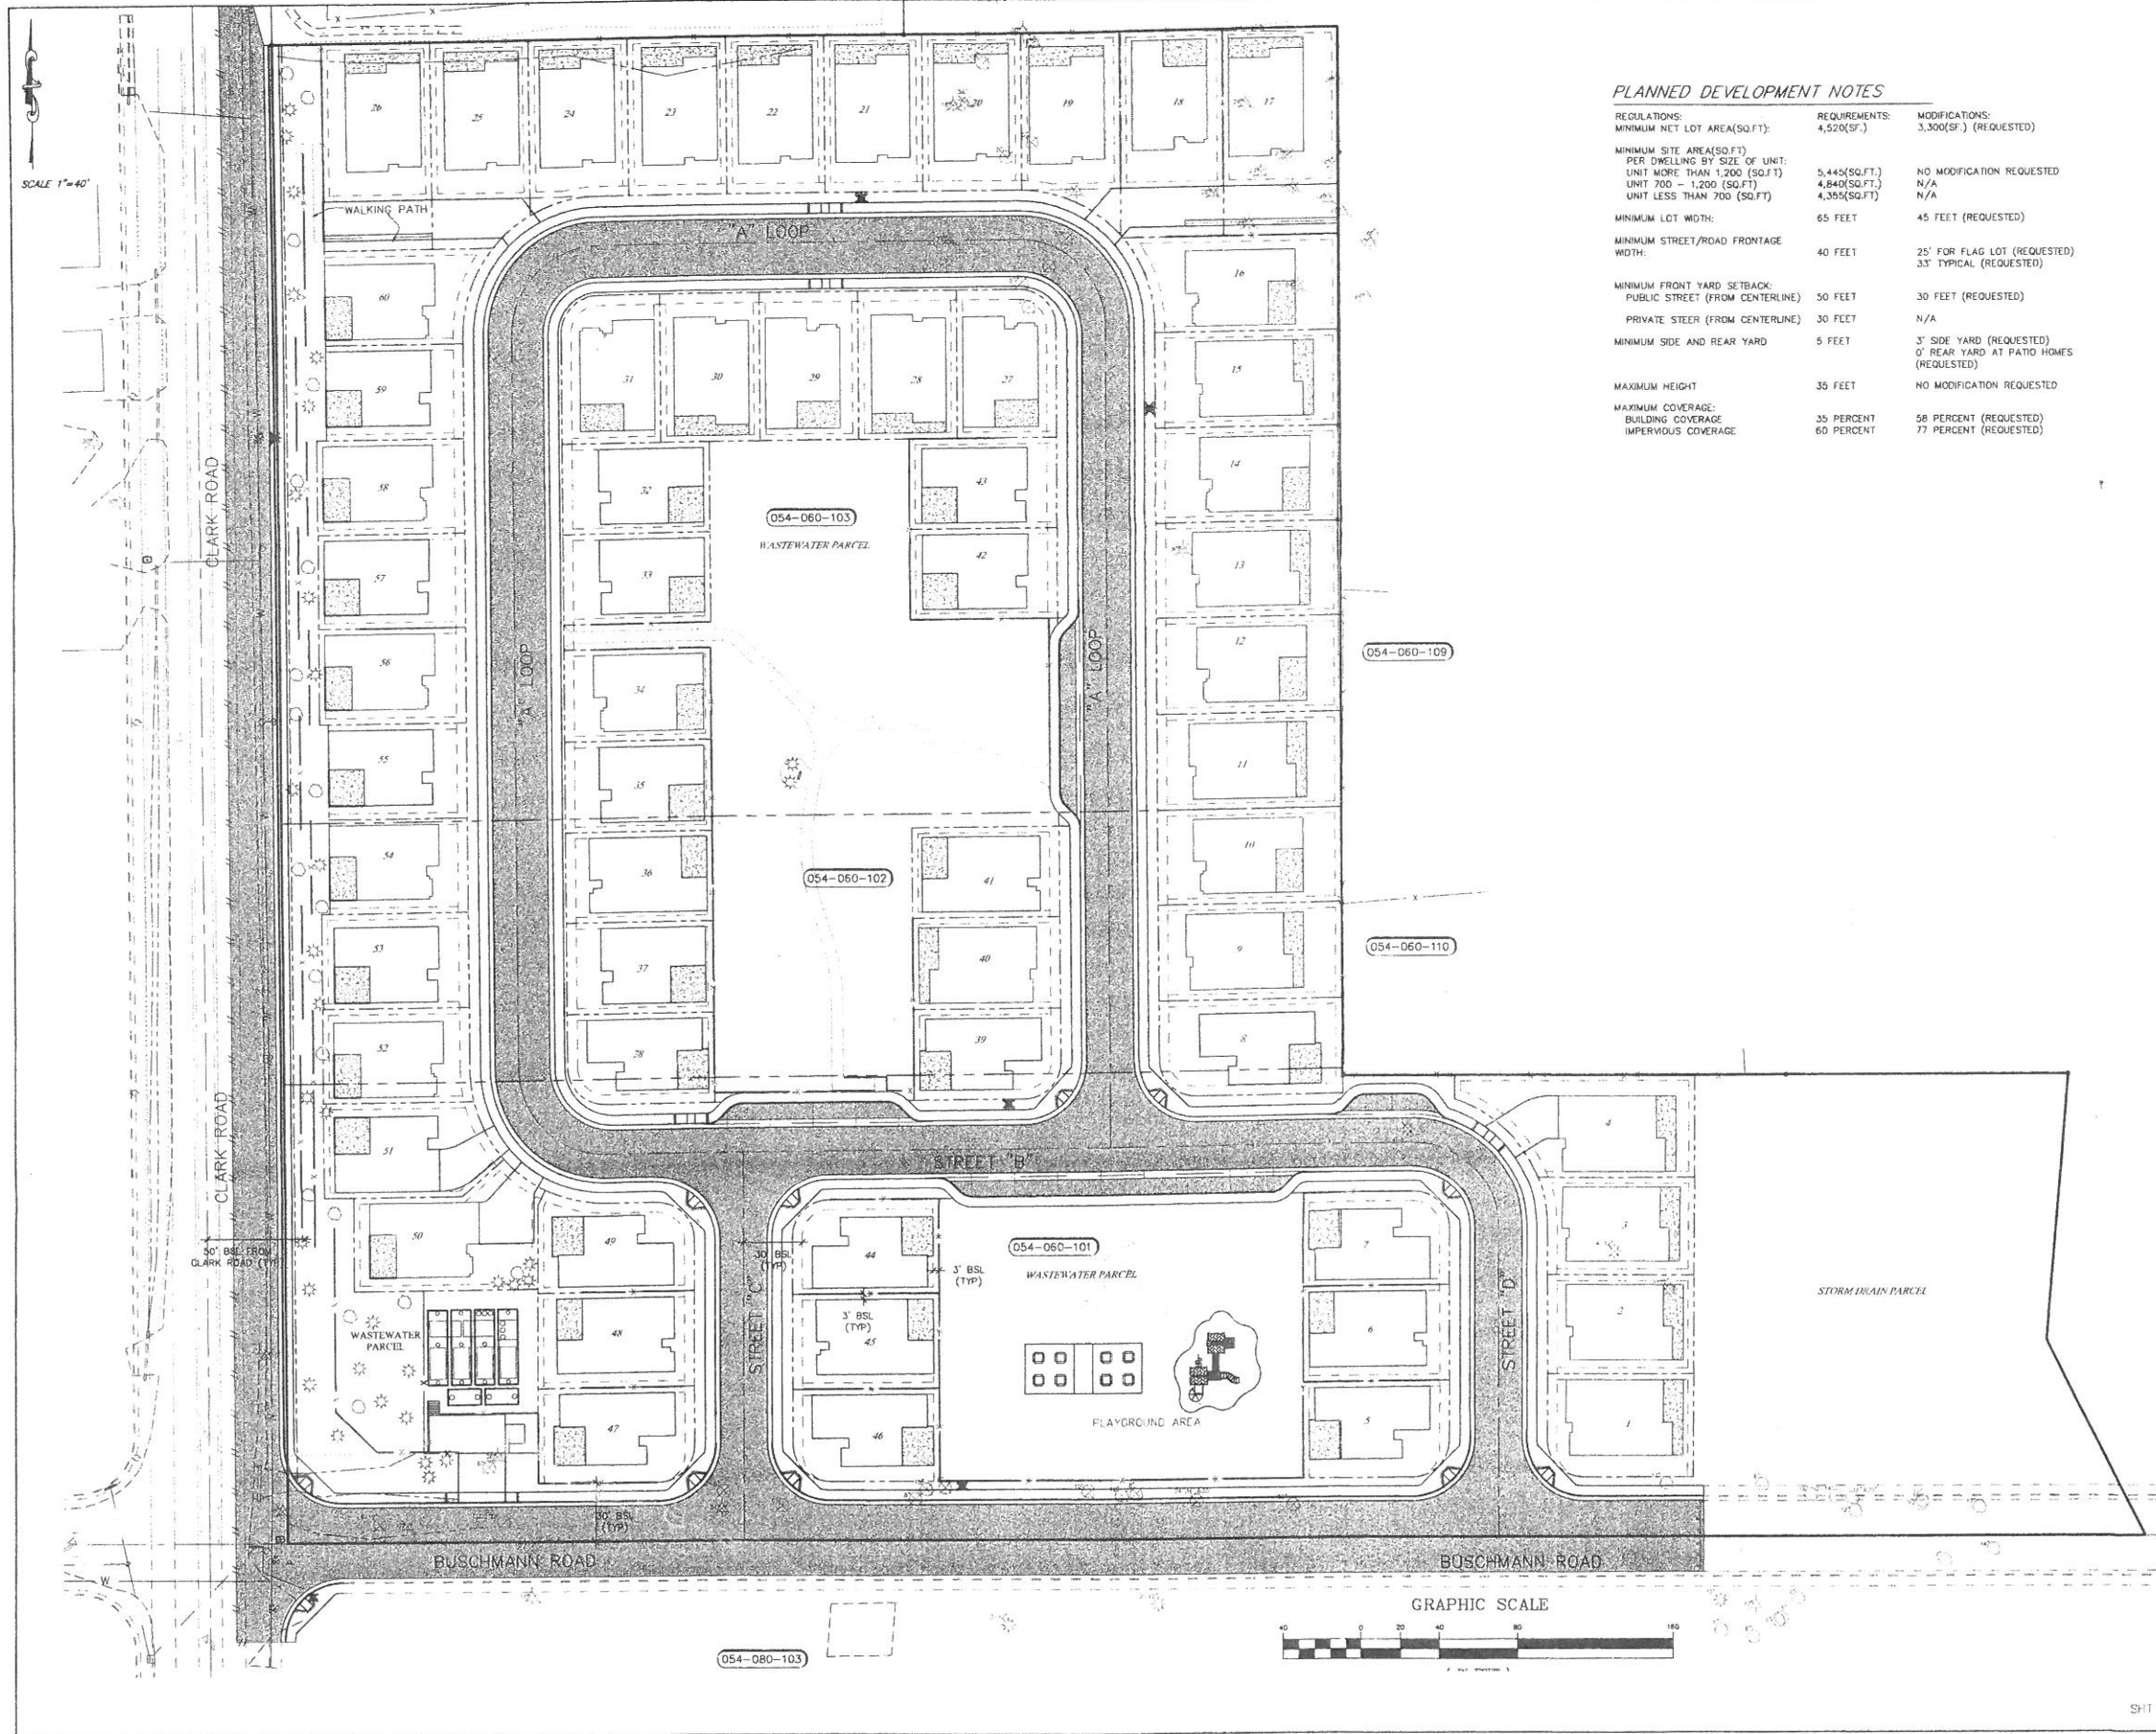 SCALE 1"=40'
PLANNED DEVELOPMENT NOTES
REGULATIONS: REQUIREMENTS: MODIFICATIONS:
MINIMUM NET LOT AREA(SQ.FT): 4,520(SF.) 3,300(SF.) (REQUESTED)
MINIMUM SITE AREA(SQ.FT)
PER DWELLING BY SIZE OF UNIT:
UNIT MORE THAN 1,200 (SQ.FT) 5,445(SQ.FT.) NO MODIFICATION REQUESTED
UNIT 700 - 1,200 (SQ.FT) 4,840(SQ.FT.) N/A
UNIT LESS THAN 700 (SQ.FT) 4,355(SQ.FT) N/A
MINIMUM LOT WIDTH: 65 FEET 45 FEET (REQUESTED)
MINIMUM STREET/ROAD FRONTAGE
WIDTH: 40 FEET 25' FOR FLAG LOT (REQUESTED)
33' TYPICAL (REQUESTED)
MINIMUM FRONT YARD SETBACK:
PUBLIC STREET (FROM CENTERLINE) 50 FEET 30 FEET (REQUESTED)
PRIVATE STEER (FROM CENTERLINE) 30 FEET N/A
MINIMUM SIDE AND REAR YARD 5 FEET 3' SIDE YARD (REQUESTED)
0' REAR YARD AT PATIO HOMES
(REQUESTED)
MAXIMUM HEIGHT 35 FEET NO MODIFICATION REQUESTED
MAXIMUM COVERAGE:
BUILDING COVERAGE 35 PERCENT 58 PERCENT (REQUESTED)
IMPERVIOUS COVERAGE 60 PERCENT 77 PERCENT (REQUESTED)
26 25 24 23 22 21 20 19 18 17
WALKING PATH
"A" LOOP
60
16
59
31 30 29 28 27
15
58
32
43
14
CLARK ROAD
054-060-103
WASTEWATER PARCEL
57
33
42
13
56
"A" LOOP
34
"A" LOOP
12
054-060-109
55
35
11
54
36
054-060-102
41
10
53
37
40
9
054-060-110
52
38
39
8
CLARK ROAD
51
STREET "B"
4
50
49
44
7
3
50' BSL FROM
CLARK ROAD (TYP)
30' BSL
(TYP)
3' BSL
(TYP)
054-060-101
WASTEWATER PARCEL
STORM DRAIN PARCEL
WASTEWATER
PARCEL
48
STREET "C"
3' BSL
(TYP)
45
6
STREET "D"
2
47
46
PLAYGROUND AREA
5
1
30' BSL
(TYP)
BUSCHMANN ROAD
BUSCHMANN ROAD
W
054-080-103
GRAPHIC SCALE
40 0 20 40 80 160
SHT